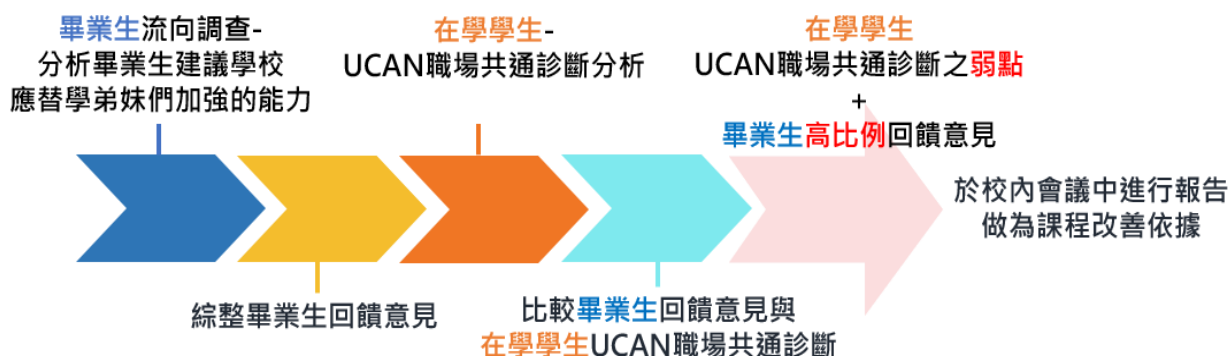 畢業生流向調查-
分析畢業生建議學校
應替學弟妹們加強的能力
綜整畢業生回饋意見
在學學生-
UCAN職場共通診斷分析
比較畢業生回饋意見與
在學學生UCAN職場共通診斷
在學學生
UCAN職場共通診斷之弱點
+
畢業生高比例回饋意見
於校內會議中進行報告
做為課程改善依據